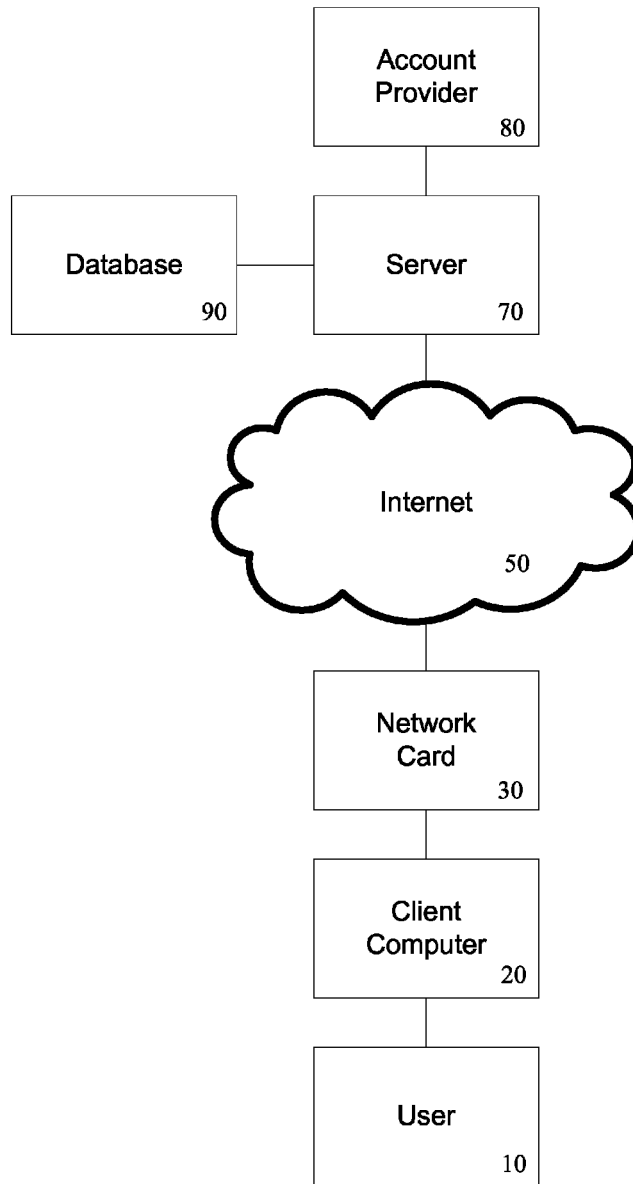 Account
Provider
80
Database
90
Server
70
Internet
50
Network
Card
30
Client
Computer
20
User
10